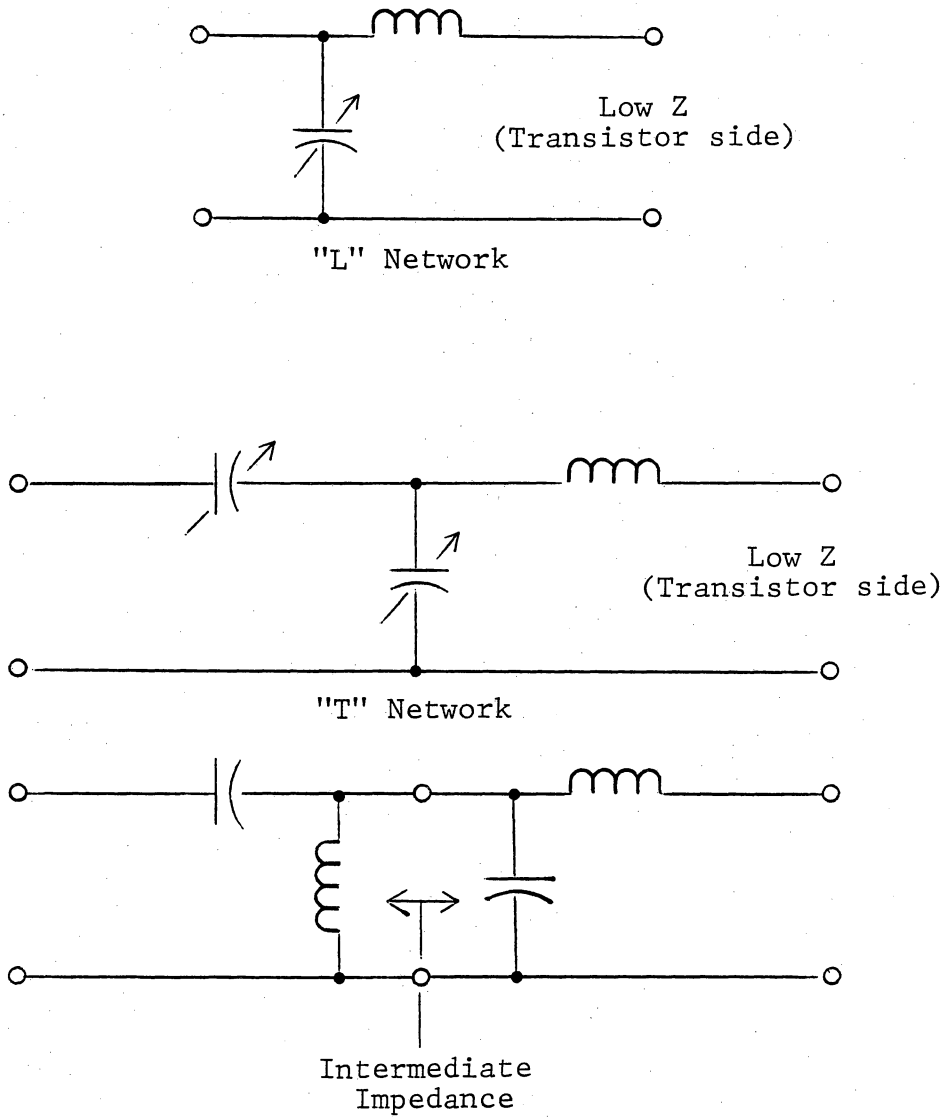 Low Z
(Transistor side)
"L" Network
Low Z
(Transistor side)
"T" Network
Intermediate
Impedance